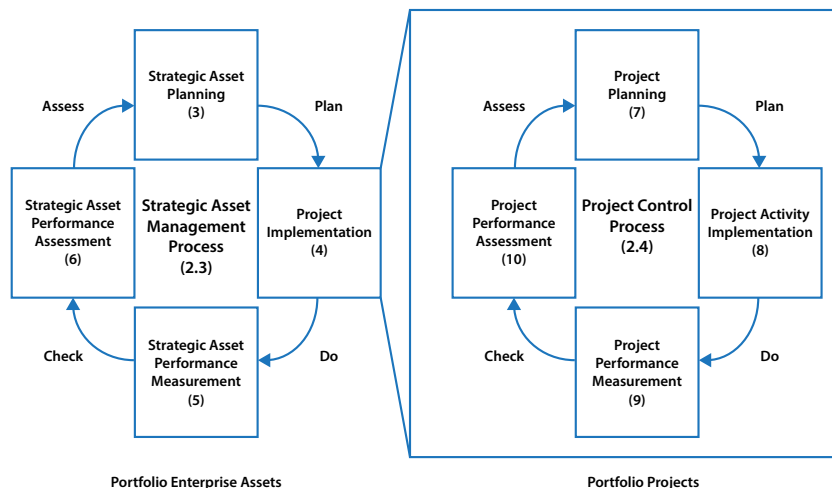 Strategic Asset
Planning
(3)
Assess
Plan
Strategic Asset
Performance
Assessment
(6)
Strategic Asset
Management
Process
(2.3)
Project
Implementation
(4)
Check
Strategic Asset
Performance
Measurement
(5)
Do
Portfolio Enterprise Assets
Project
Planning
(7)
Assess
Plan
Project
Performance
Assessment
(10)
Project Control
Process
(2.4)
Project Activity
Implementation
(8)
Check
Project
Performance
Measurement
(9)
Do
Portfolio Projects